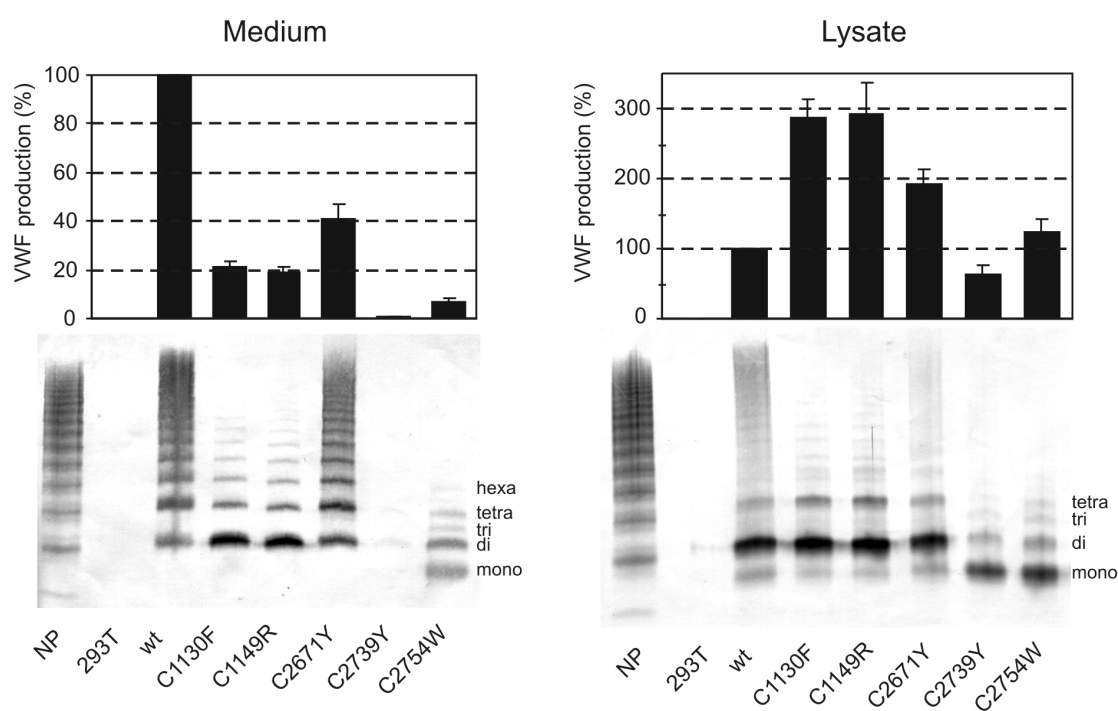 Medium
VWF production (%)
100
80
60
40
20
0
hexa
tetra
tri
di
mono
NP
293T
wt
C1130F
C1149R
C2671Y
C2739Y
C2754W
Lysate
VWF production (%)
300
200
100
0
tetra
tri
di
mono
NP
293T
wt
C1130F
C1149R
C2671Y
C2739Y
C2754W